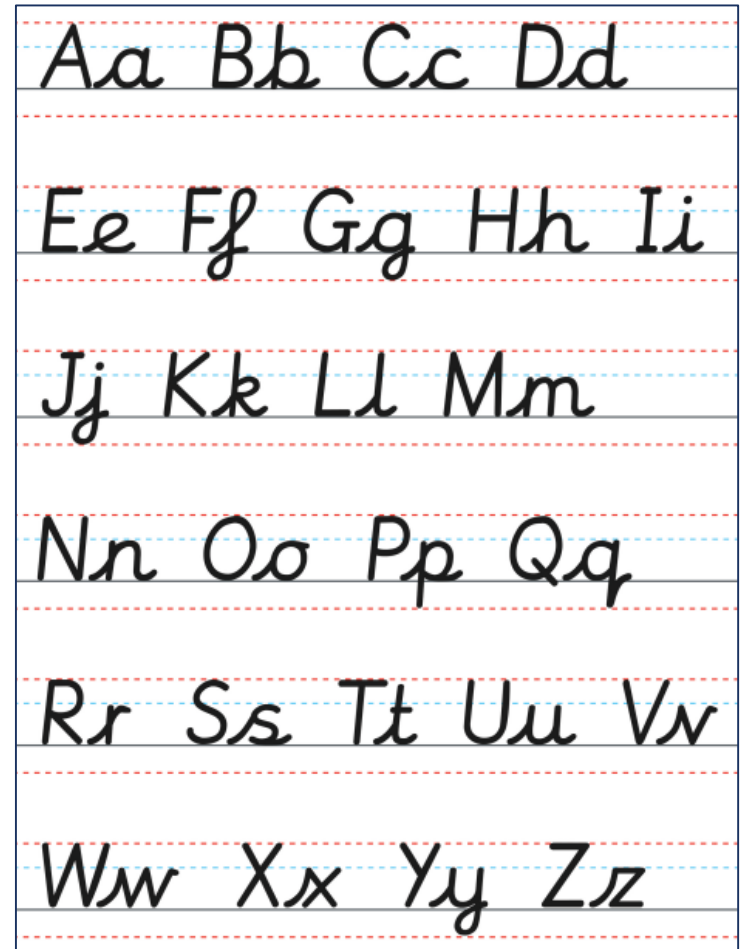 Aa Bb Cc Dd
Ee Ff Gg Hh Ii
Jj Kk Ll Mm
Nn Oo Pp Qq
Rr Ss Tt Uu Vv
Ww Xx Yy Zz